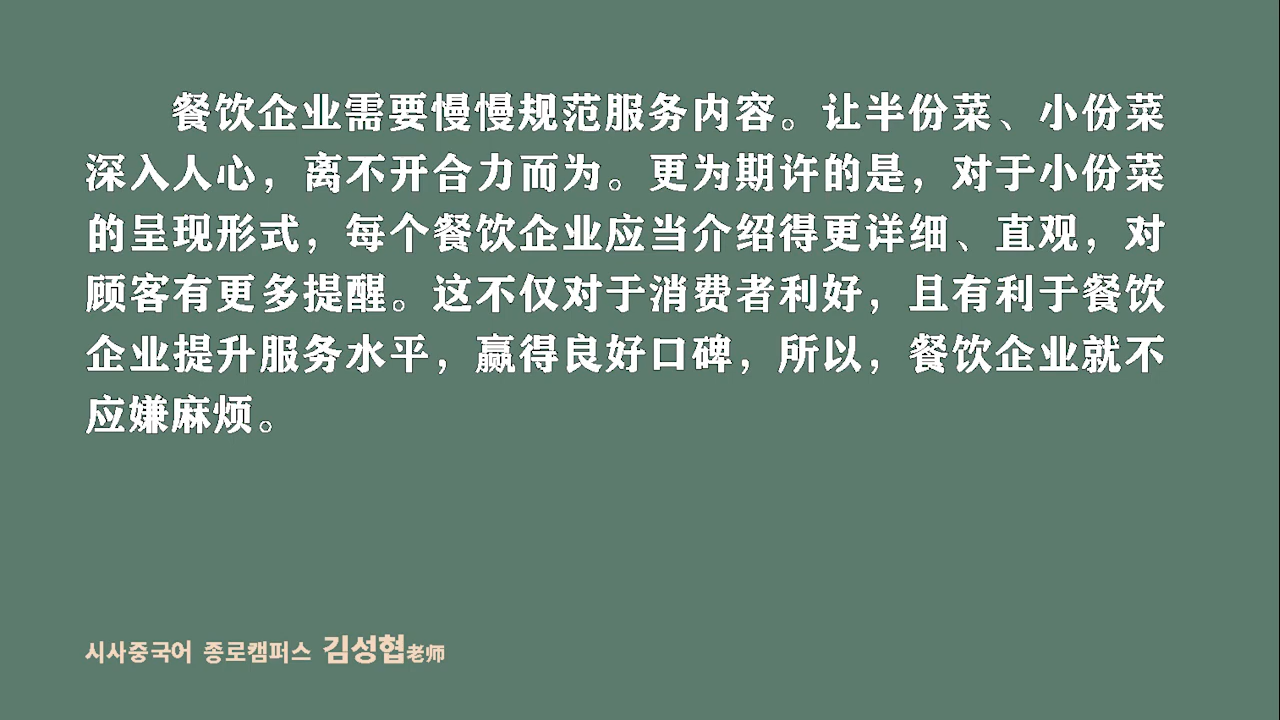 餐饮企业需要慢慢规范服务内容。让半份菜、小份菜
深入人心，离不开合力而为。更为期许的是，对于小份菜
的呈现形式，每个餐饮企业应当介绍得更详细、直观，对
顾客有更多提醒。这不仅对于消费者利好，且有利于餐饮
企业提升服务水平，赢得良好口碑，所以，餐饮企业就不
应嫌麻烦。
시사중국어 종로캠퍼스 김성협老师